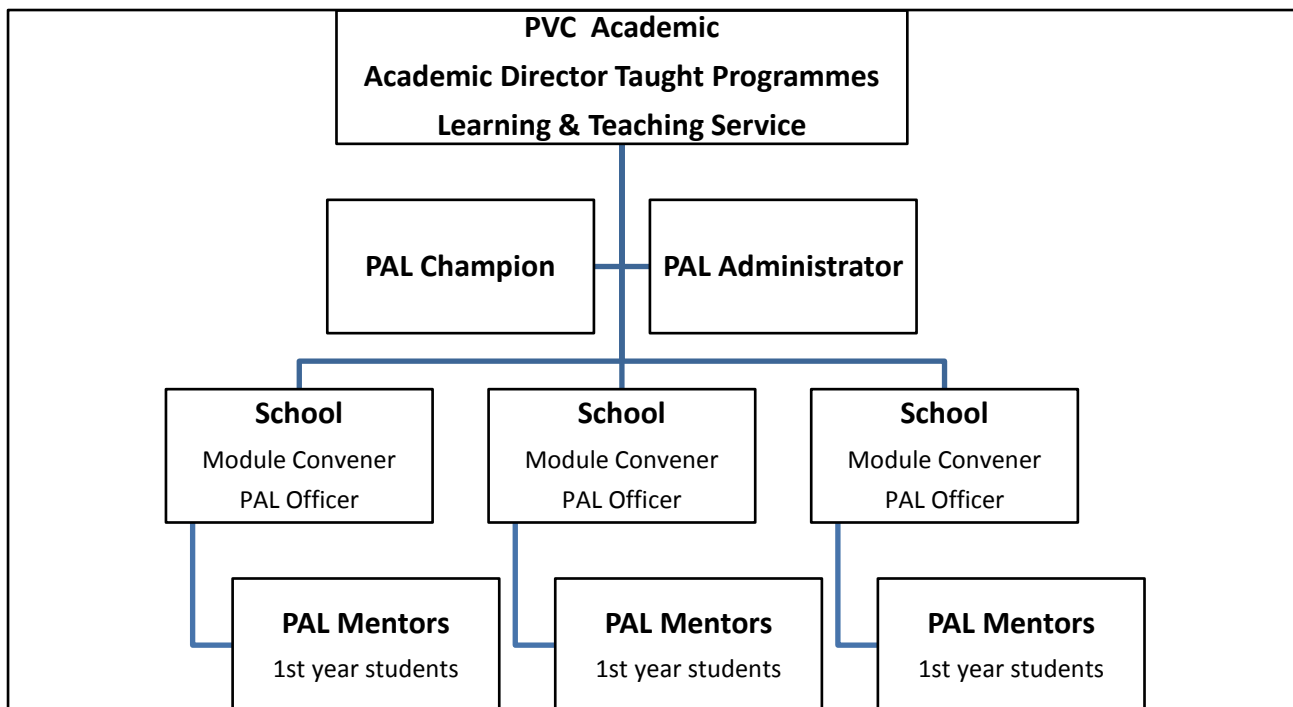 PVC Academic
Academic Director Taught Programmes
Learning & Teaching Service
PAL Champion
PAL Administrator
School
Module Convener
PAL Officer
School
Module Convener
PAL Officer
School
Module Convener
PAL Officer
PAL Mentors
1st year students
PAL Mentors
1st year students
PAL Mentors
1st year students